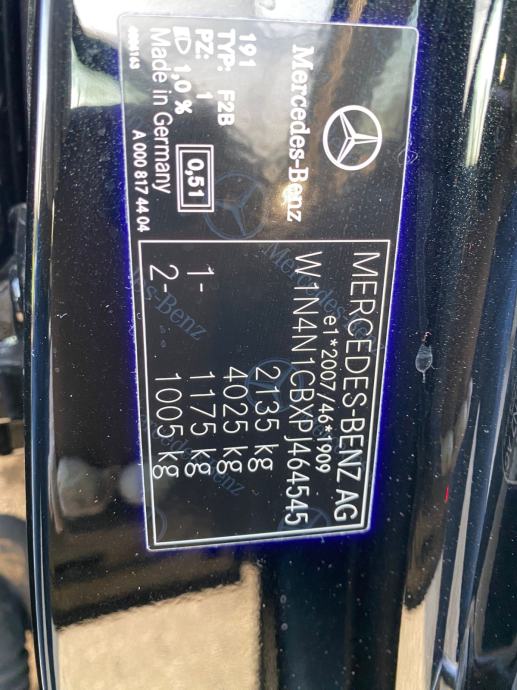 Mercedes-Benz
191
TYP: F2B
PZ: 1
1,0 %
0,51
Made in Germany
A 000 817 44 04
MERCEDES-BENZ AG
e1*2007/46*1909
W1N4N1CBXPJ464545
2135 kg
4025 kg
1- 1175 kg
2- 1005 kg